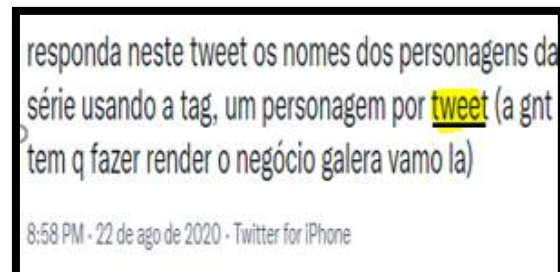 responda neste tweet os nomes dos personagens da
série usando a tag, um personagem por tweet (a gnt
tem q fazer render o negócio galera vamo la)
8:58 PM · 22 de ago de 2020 · Twitter for iPhone